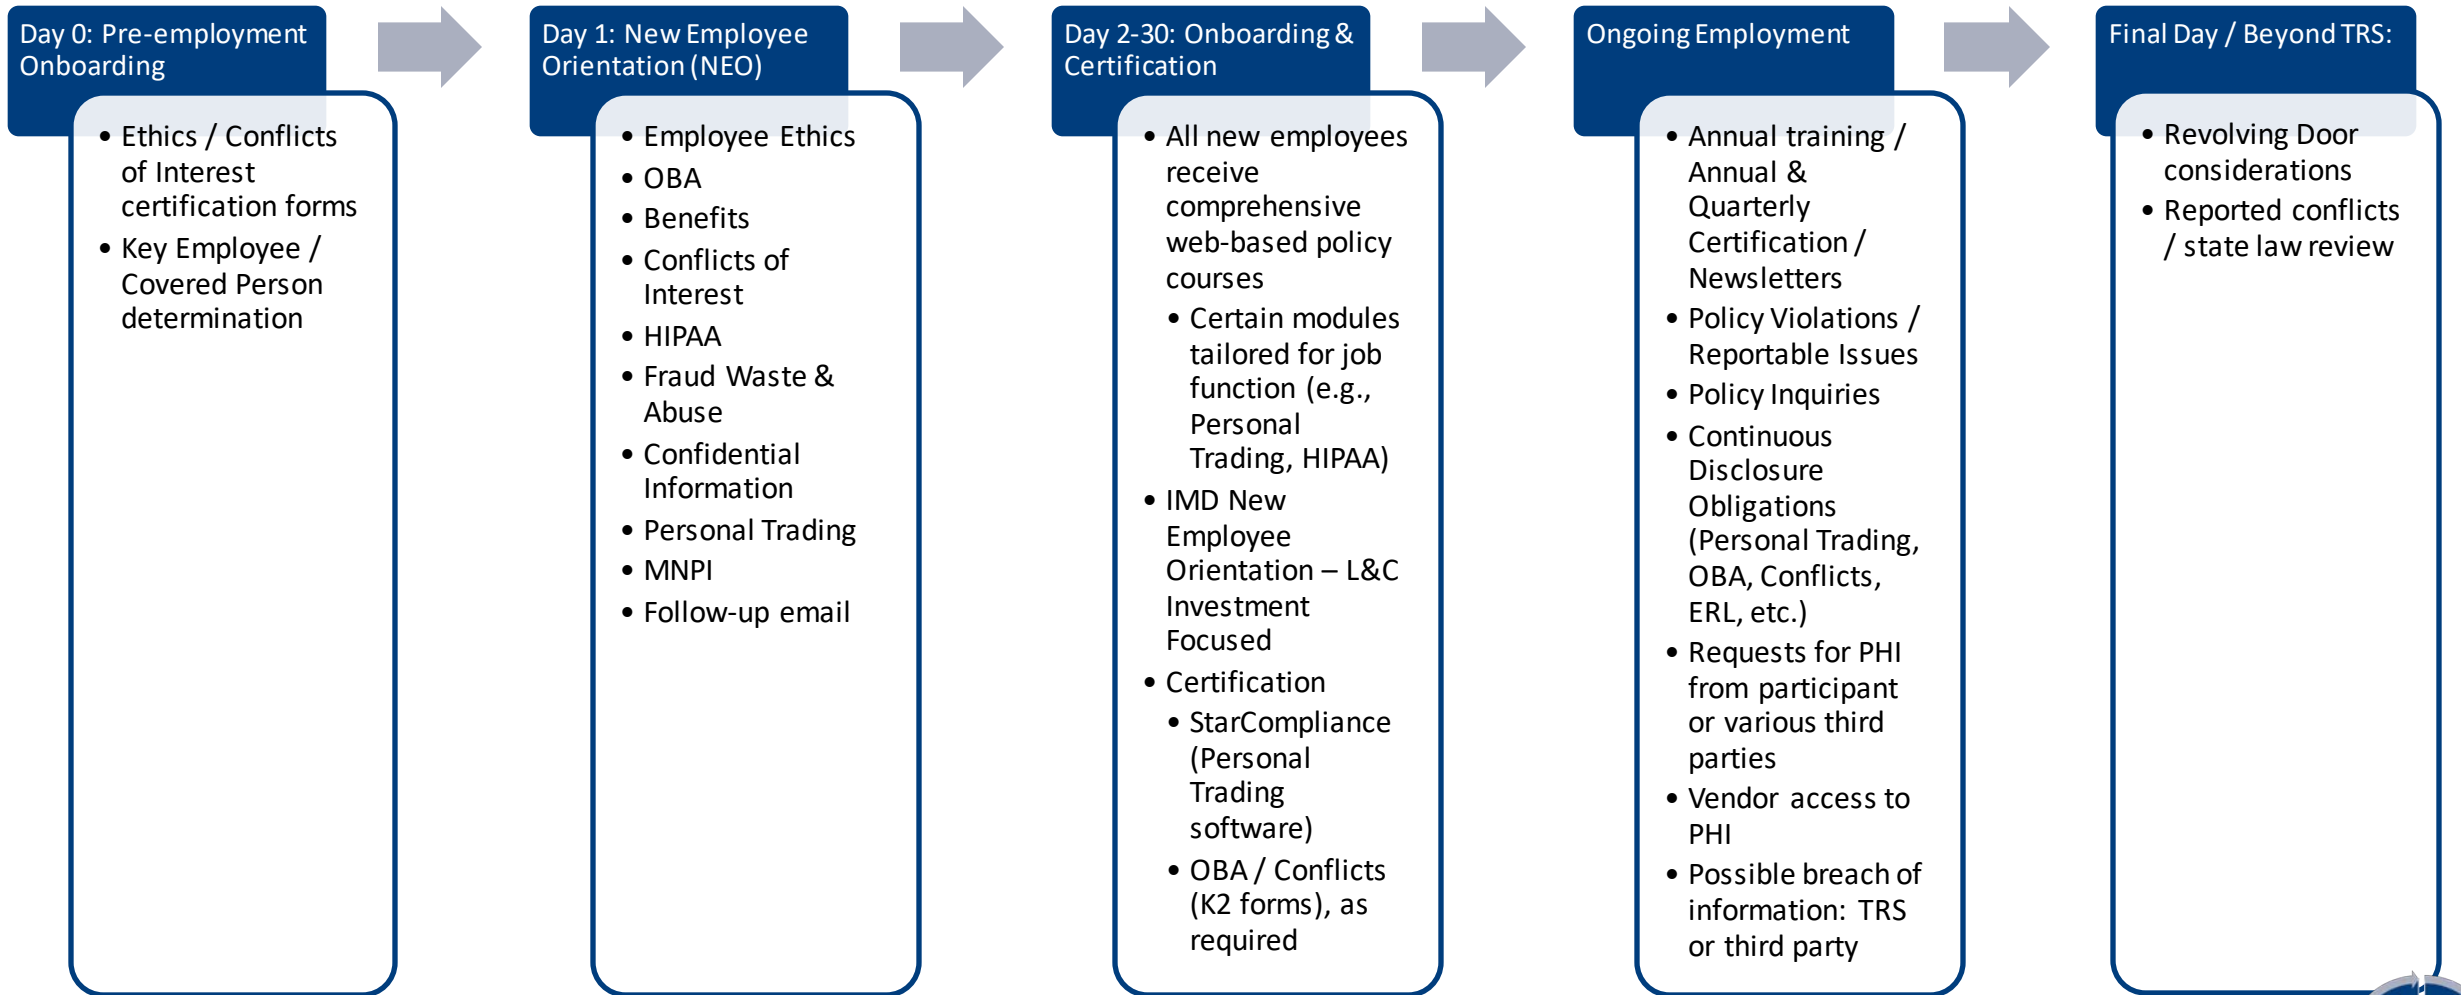 Day 0: Pre-employment
Onboarding
• Ethics / Conflicts
of Interest
certification forms
• Key Employee /
Covered Person
determination
Day 1: New Employee
Orientation (NEO)
• Employee Ethics
• OBA
• Benefits
• Conflicts of
Interest
• HIPAA
• Fraud Waste &
Abuse
• Confidential
Information
• Personal Trading
• MNPI
• Follow-up email
Day 2-30: Onboarding &
Certification
• All new employees
receive
comprehensive
web-based policy
courses
• Certain modules
tailored for job
function (e.g.,
Personal
Trading, HIPAA)
• IMD New
Employee
Orientation – L&C
Investment
Focused
• Certification
• StarCompliance
(Personal
Trading
software)
• OBA / Conflicts
(K2 forms), as
required
Ongoing Employment
• Annual training /
Annual &
Quarterly
Certification /
Newsletters
• Policy Violations /
Reportable Issues
• Policy Inquiries
• Continuous
Disclosure
Obligations
(Personal Trading,
OBA, Conflicts,
ERL, etc.)
• Requests for PHI
from participant
or various third
parties
• Vendor access to
PHI
• Possible breach of
information: TRS
or third party
Final Day / Beyond TRS:
• Revolving Door
considerations
• Reported conflicts
/ state law review